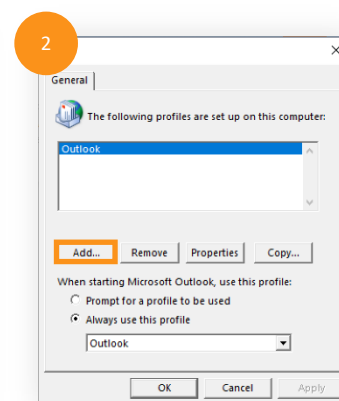 2
General
The following profiles are set up on this computer:
Outlook
Add... Remove Properties Copy...
When starting Microsoft Outlook, use this profile:
Prompt for a profile to be used
Always use this profile
Outlook
OK Cancel Apply